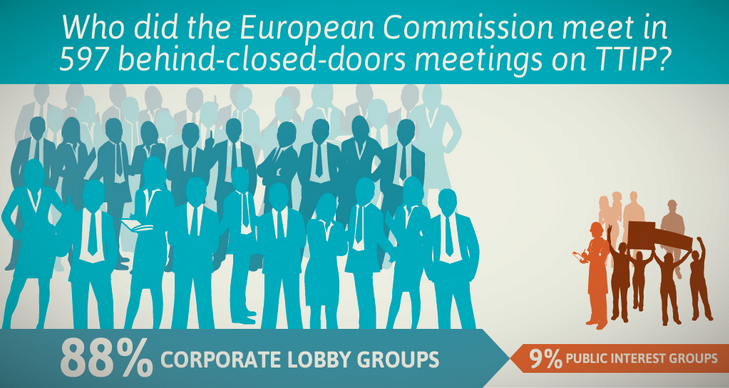 Who did the European Commission meet in
597 behind-closed-doors meetings on TTIP?
88% CORPORATE LOBBY GROUPS
9% PUBLIC INTEREST GROUPS